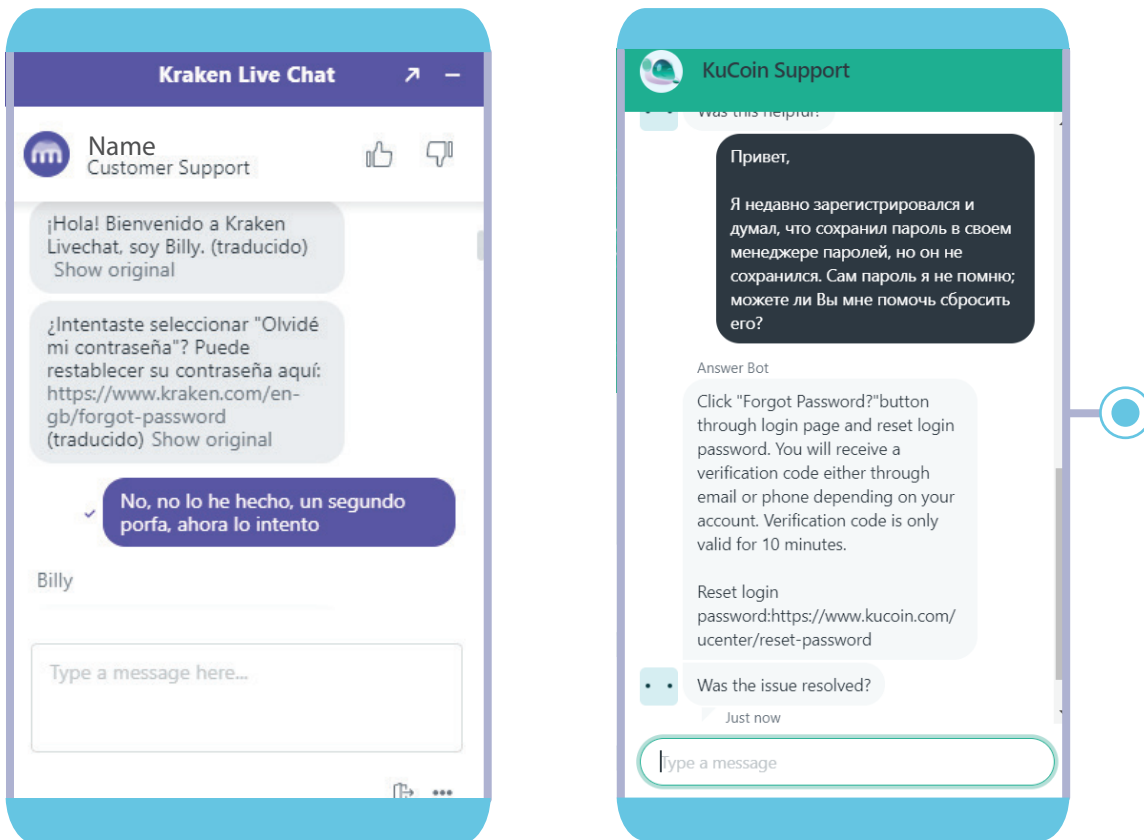 Kraken Live Chat
Name
Customer Support
¡Hola! Bienvenido a Kraken
Livechat, soy Billy. (traducido)
Show original
¿Intentaste seleccionar "Olvidé
mi contraseña"? Puede
restablecer su contraseña aquí:
https://www.kraken.com/en-
gb/forgot-password
(traducido) Show original
No, no lo he hecho, un segundo
porfa, ahora lo intento
Billy
Type a message here...
KuCoin Support
Was this helpful?
Привет,
Я недавно зарегистрировался и
думал, что сохранил пароль в своем
менеджере паролей, но он не
сохранился. Сам пароль я не помню;
можете ли Вы мне помочь сбросить
его?
Answer Bot
Click "Forgot Password?"button
through login page and reset login
password. You will receive a
verification code either through
email or phone depending on your
account. Verification code is only
valid for 10 minutes.
Reset login
password:https://www.kucoin.com/
ucenter/reset-password
Was the issue resolved?
Just now
Type a message